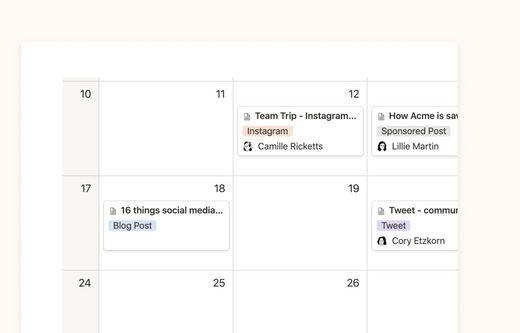 10
11
12
Team Trip - Instagram...
Instagram
Camille Ricketts
How Acme is sav
Sponsored Post
Lillie Martin
17
18
19
16 things social media...
Blog Post
Tweet - commun
Tweet
Cory Etzkorn
24
25
26